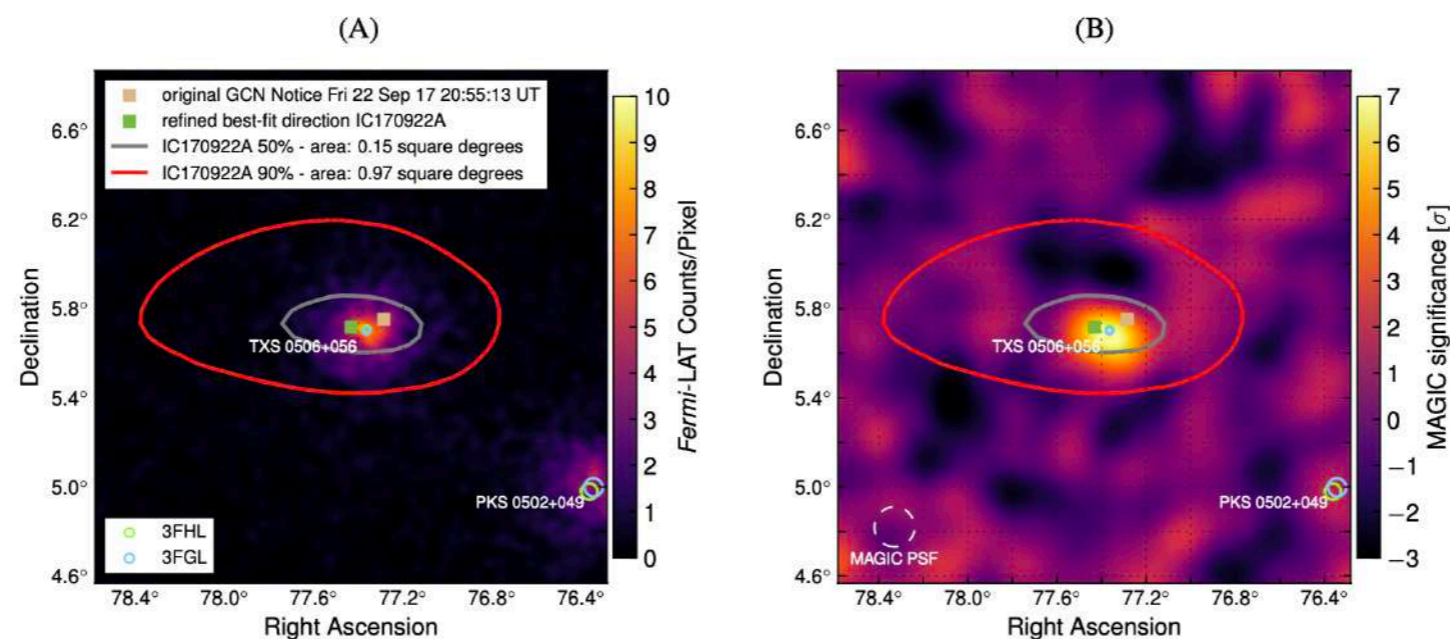 (A)
original GCN Notice Fri 22 Sep 17 20:55:13 UT
refined best-fit direction IC170922A
IC170922A 50% - area: 0.15 square degrees
IC170922A 90% - area: 0.97 square degrees
6.6°
6.2°
5.8°
5.4°
5.0°
4.6°
Declination
TXS 0506+056
PKS 0502+049
3FHL
3FGL
78.4° 78.0° 77.6° 77.2° 76.8° 76.4°
Right Ascension
10
9
8
7
6
5
4
3
2
1
0
Fermi-LAT Counts/Pixel
(B)
6.6°
6.2°
5.8°
5.4°
5.0°
4.6°
Declination
TXS 0506+056
PKS 0502+049
MAGIC PSF
78.4° 78.0° 77.6° 77.2° 76.8° 76.4°
Right Ascension
7
6
5
4
3
2
1
0
−1
−2
−3
MAGIC significance [σ]